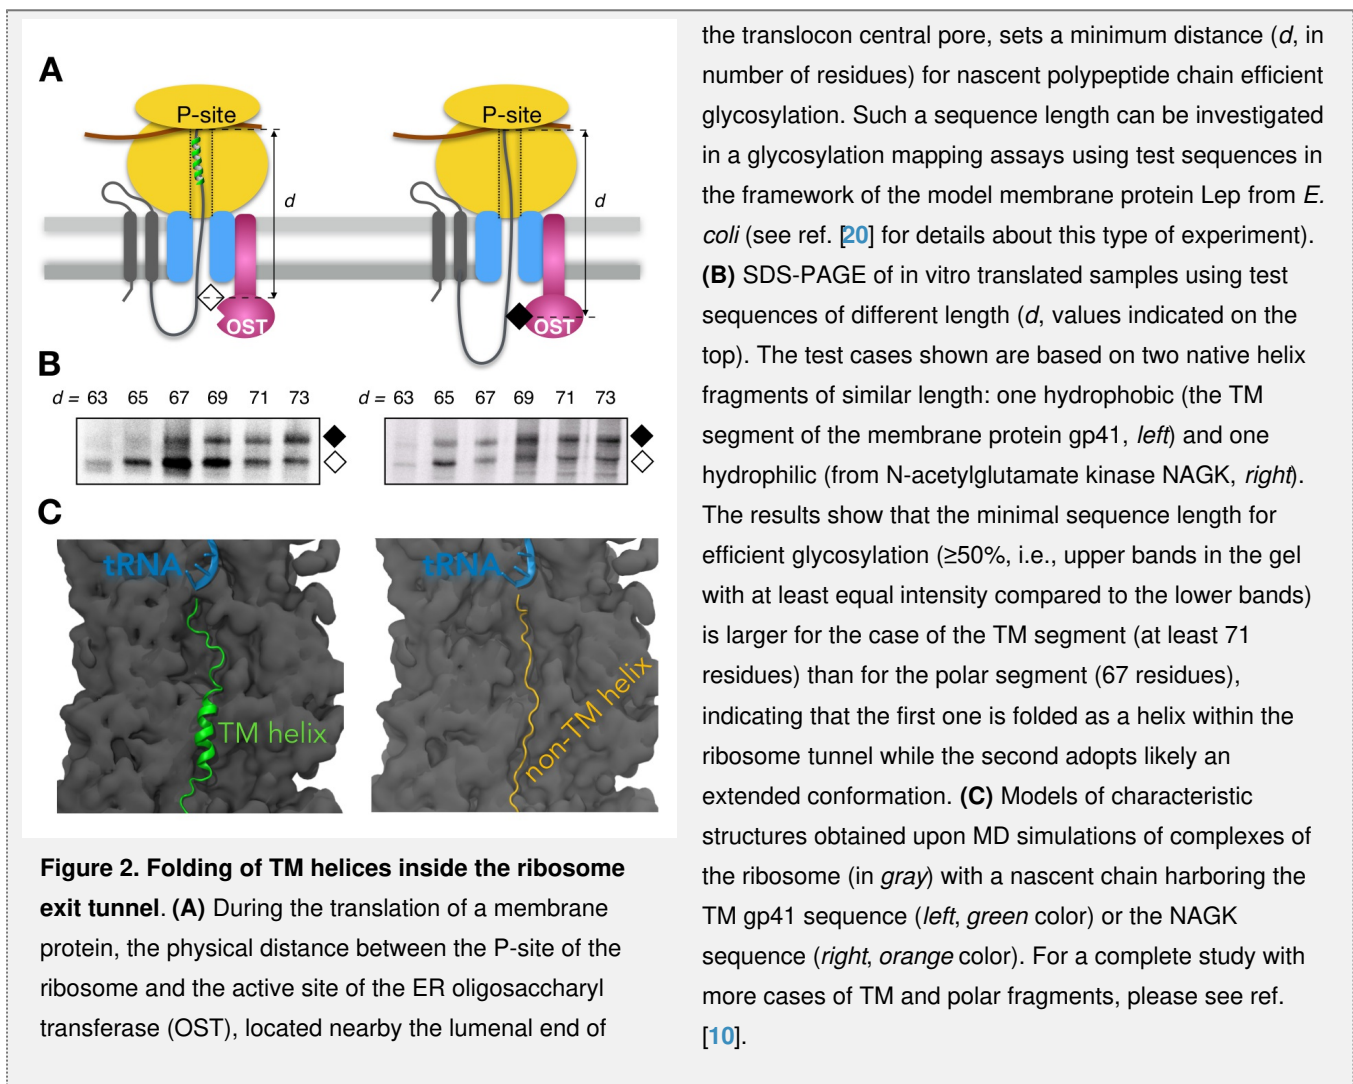 A
P-site
P-site
d
d
OST
OST
B
d = 63 65 67 69 71 73
d = 63 65 67 69 71 73
C
tRNA
TM helix
tRNA
non-TM helix
Figure 2. Folding of TM helices inside the ribosome
exit tunnel. (A) During the translation of a membrane
protein, the physical distance between the P-site of the
ribosome and the active site of the ER oligosaccharyl
transferase (OST), located nearby the lumenal end of
the translocon central pore, sets a minimum distance (d, in
number of residues) for nascent polypeptide chain efficient
glycosylation. Such a sequence length can be investigated
in a glycosylation mapping assays using test sequences in
the framework of the model membrane protein Lep from E.
coli (see ref. [20] for details about this type of experiment).
(B) SDS-PAGE of in vitro translated samples using test
sequences of different length (d, values indicated on the
top). The test cases shown are based on two native helix
fragments of similar length: one hydrophobic (the TM
segment of the membrane protein gp41, left) and one
hydrophilic (from N-acetylglutamate kinase NAGK, right).
The results show that the minimal sequence length for
efficient glycosylation (≥50%, i.e., upper bands in the gel
with at least equal intensity compared to the lower bands)
is larger for the case of the TM segment (at least 71
residues) than for the polar segment (67 residues),
indicating that the first one is folded as a helix within the
ribosome tunnel while the second adopts likely an
extended conformation. (C) Models of characteristic
structures obtained upon MD simulations of complexes of
the ribosome (in gray) with a nascent chain harboring the
TM gp41 sequence (left, green color) or the NAGK
sequence (right, orange color). For a complete study with
more cases of TM and polar fragments, please see ref.
[10].